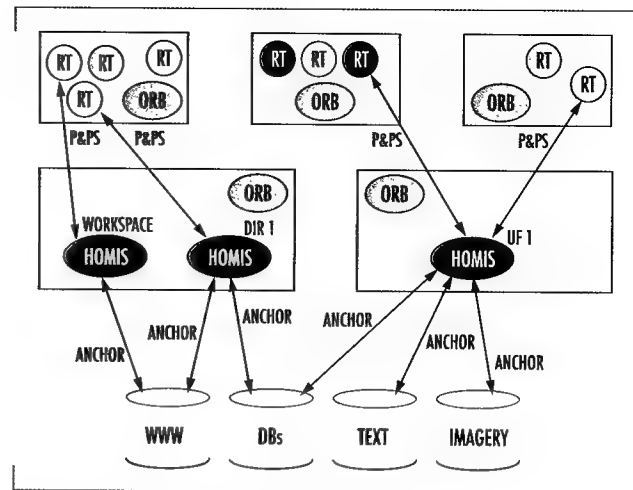 RT RT RT RT RT RT
RT RT
RT
ORB ORB ORB
P&PS P&PS P&PS P&PS
ORB ORB
WORKSPACE DIR 1 UF 1
HOMIS HOMIS HOMIS
ANCHOR ANCHOR ANCHOR
ANCHOR ANCHOR
ANCHOR
WWW DBs TEXT IMAGERY